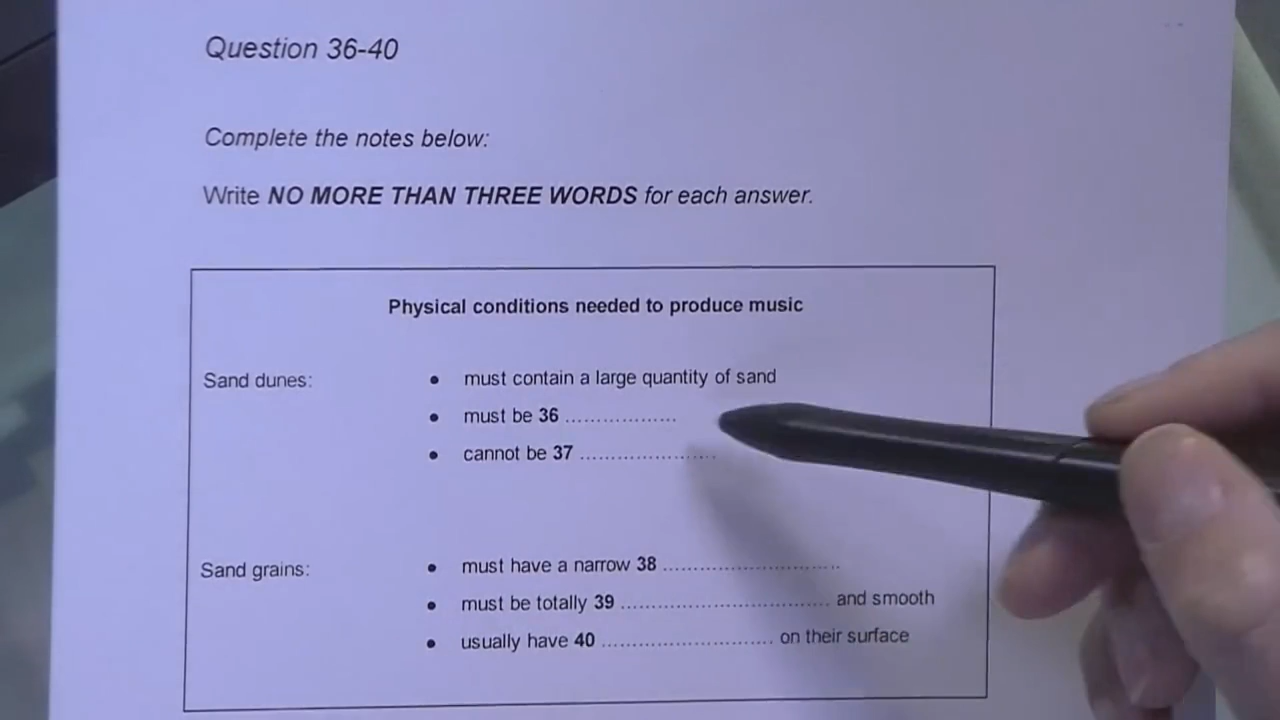 Question 36-40
Complete the notes below:
Write NO MORE THAN THREE WORDS for each answer.
Physical conditions needed to produce music
Sand dunes: • must contain a large quantity of sand
• must be 36 ..................
• cannot be 37 ......................
Sand grains: • must have a narrow 38 .............................
• must be totally 39 .................................. and smooth
• usually have 40 ............................ on their surface